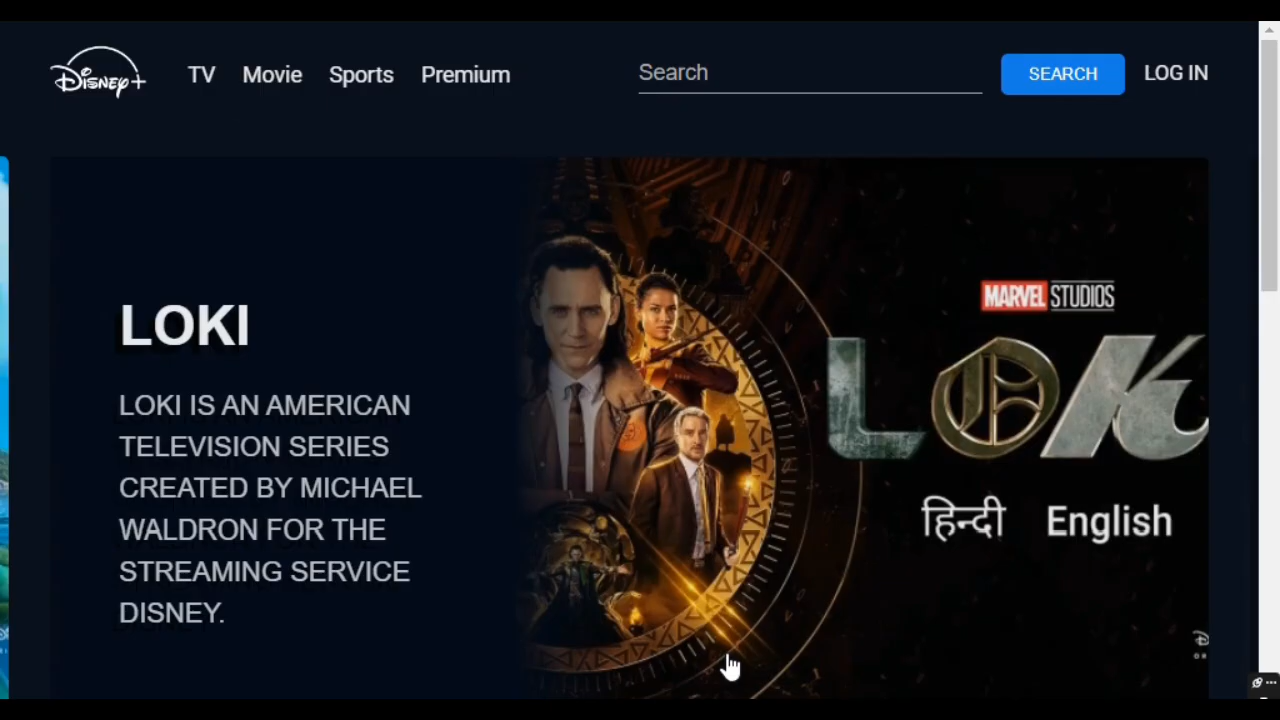 Disney+
TV Movie Sports Premium
Search
SEARCH
LOG IN
MARVEL STUDIOS
LOKI
LOKI
LOKI IS AN AMERICAN
TELEVISION SERIES
CREATED BY MICHAEL
WALDRON FOR THE
STREAMING SERVICE
DISNEY.
हिन्दी English